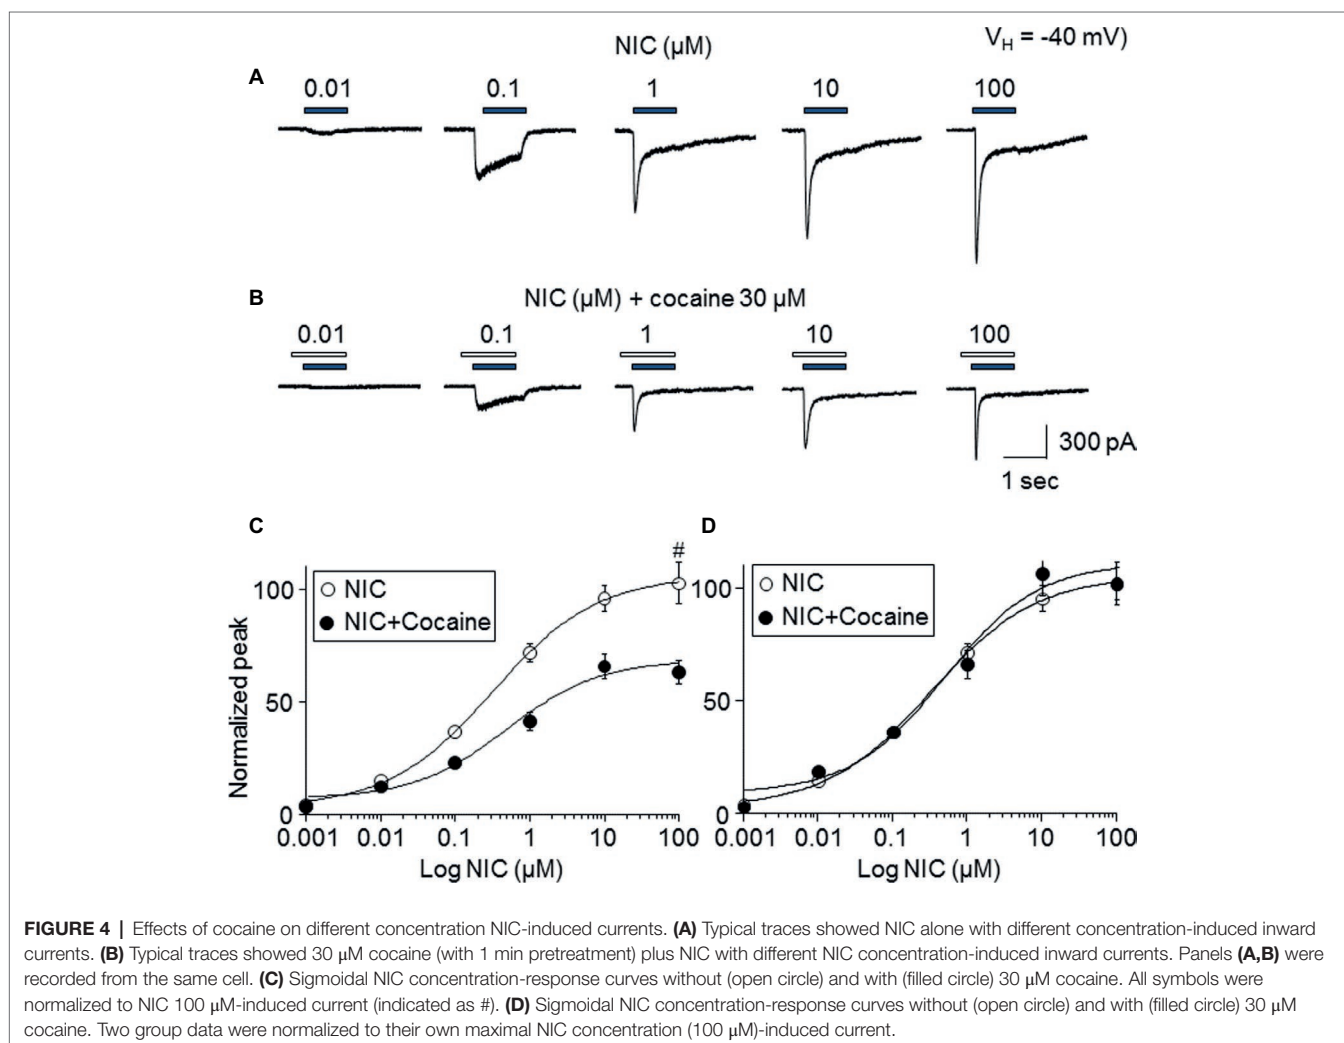 NIC (μM)
V_H = -40 mV)
A
0.01 0.1 1 10 100
B
NIC (μM) + cocaine 30 μM
0.01 0.1 1 10 100
300 pA
1 sec
C
#
NIC
NIC+Cocaine
100
50
0
Normalized peak
0.001 0.01 0.1 1 10 100
Log NIC (μM)
D
NIC
NIC+Cocaine
100
50
0
0.001 0.01 0.1 1 10 100
Log NIC (μM)
FIGURE 4 | Effects of cocaine on different concentration NIC-induced currents. (A) Typical traces showed NIC alone with different concentration-induced inward
currents. (B) Typical traces showed 30 μM cocaine (with 1 min pretreatment) plus NIC with different NIC concentration-induced inward currents. Panels (A,B) were
recorded from the same cell. (C) Sigmoidal NIC concentration-response curves without (open circle) and with (filled circle) 30 μM cocaine. All symbols were
normalized to NIC 100 μM-induced current (indicated as #). (D) Sigmoidal NIC concentration-response curves without (open circle) and with (filled circle) 30 μM
cocaine. Two group data were normalized to their own maximal NIC concentration (100 μM)-induced current.